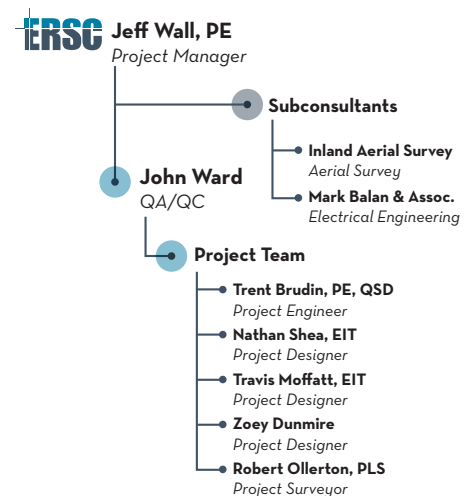 ERSC
Jeff Wall, PE
Project Manager
Subconsultants
Inland Aerial Survey
Aerial Survey
Mark Balan & Assoc.
Electrical Engineering
John Ward
QA/QC
Project Team
Trent Brudin, PE, QSD
Project Engineer
Nathan Shea, EIT
Project Designer
Travis Moffatt, EIT
Project Designer
Zoey Dunmire
Project Designer
Robert Ollerton, PLS
Project Surveyor